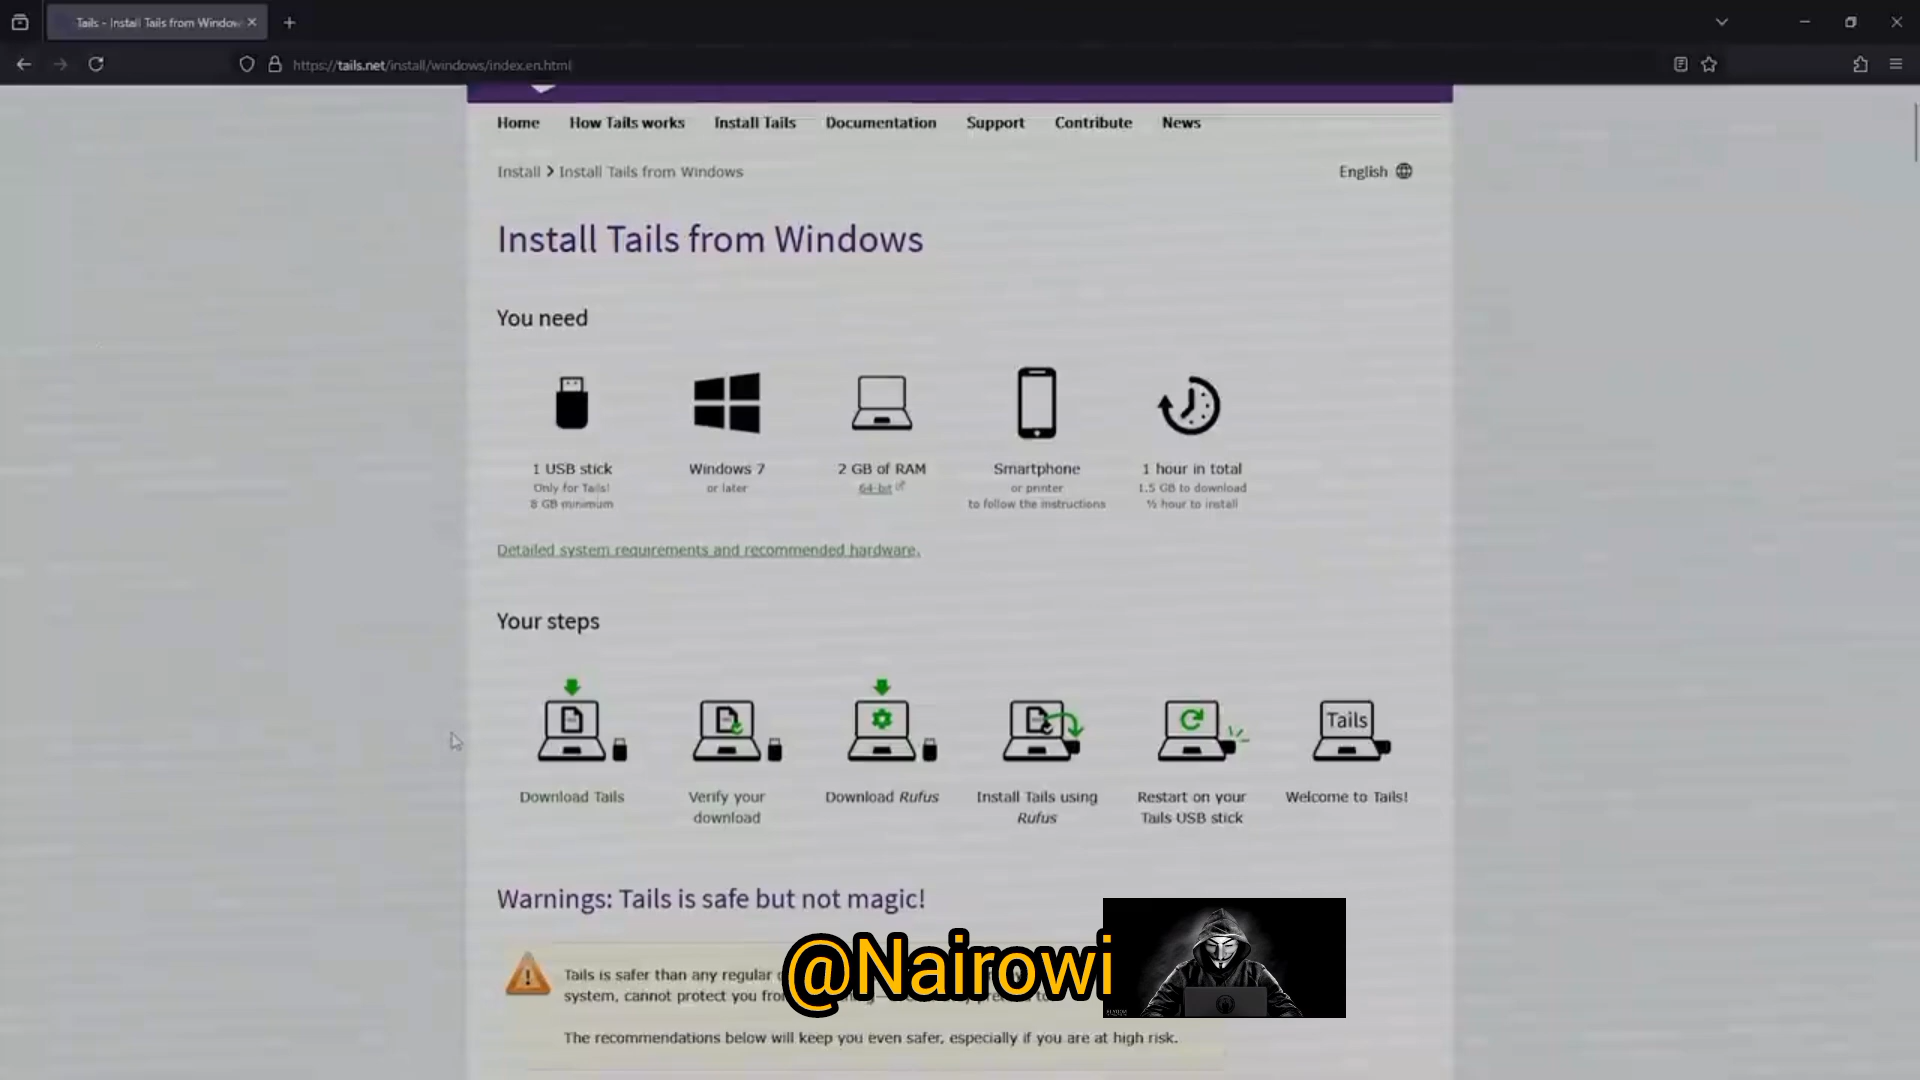 Tails - Install Tails from Window
https://tails.net/install/windows/index.en.html
Home How Tails works Install Tails Documentation Support Contribute News
Install > Install Tails from Windows English
Install Tails from Windows
You need
1 USB stick
Only for Tails!
8 GB minimum
Windows 7
or later
2 GB of RAM
64-bit
Smartphone
or printer
to follow the instructions
1 hour in total
1.5 GB to download
½ hour to install
Detailed system requirements and recommended hardware.
Your steps
Tails
Download Tails
Verify your
download
Download Rufus
Install Tails using
Rufus
Restart on your
Tails USB stick
Welcome to Tails!
Warnings: Tails is safe but not magic!
@Nairowi
Tails is safer than any regular
system, cannot protect you
The recommendations below will keep you even safer, especially if you are at high risk.